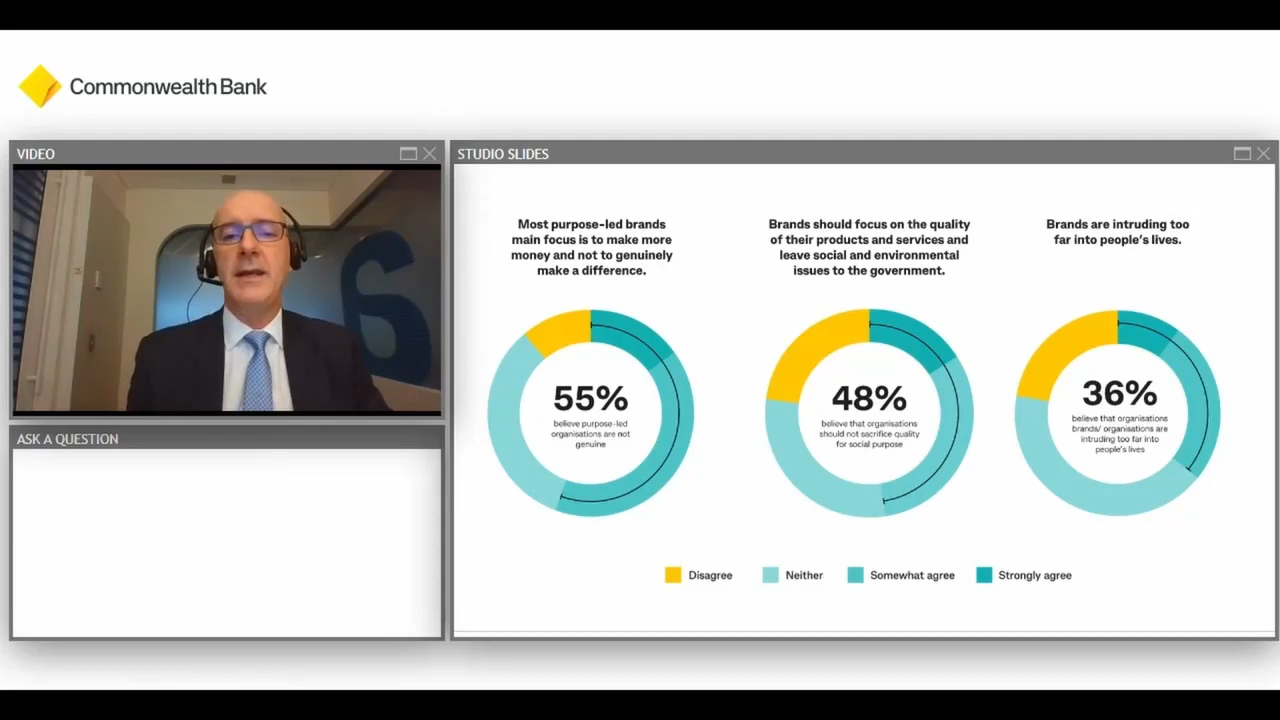 CommonwealthBank
VIDEO
6
ASK A QUESTION
STUDIO SLIDES
Most purpose-led brands
main focus is to make more
money and not to genuinely
make a difference.
55%
believe purpose-led
organisations are not
genuine
Brands should focus on the quality
of their products and services and
leave social and environmental
issues to the government.
48%
believe that organisations
should not sacrifice quality
for social purpose
Brands are intruding too
far into people's lives.
36%
believe that organisations
brands/ organisations are
intruding too far into
people's lives
Disagree
Neither
Somewhat agree
Strongly agree